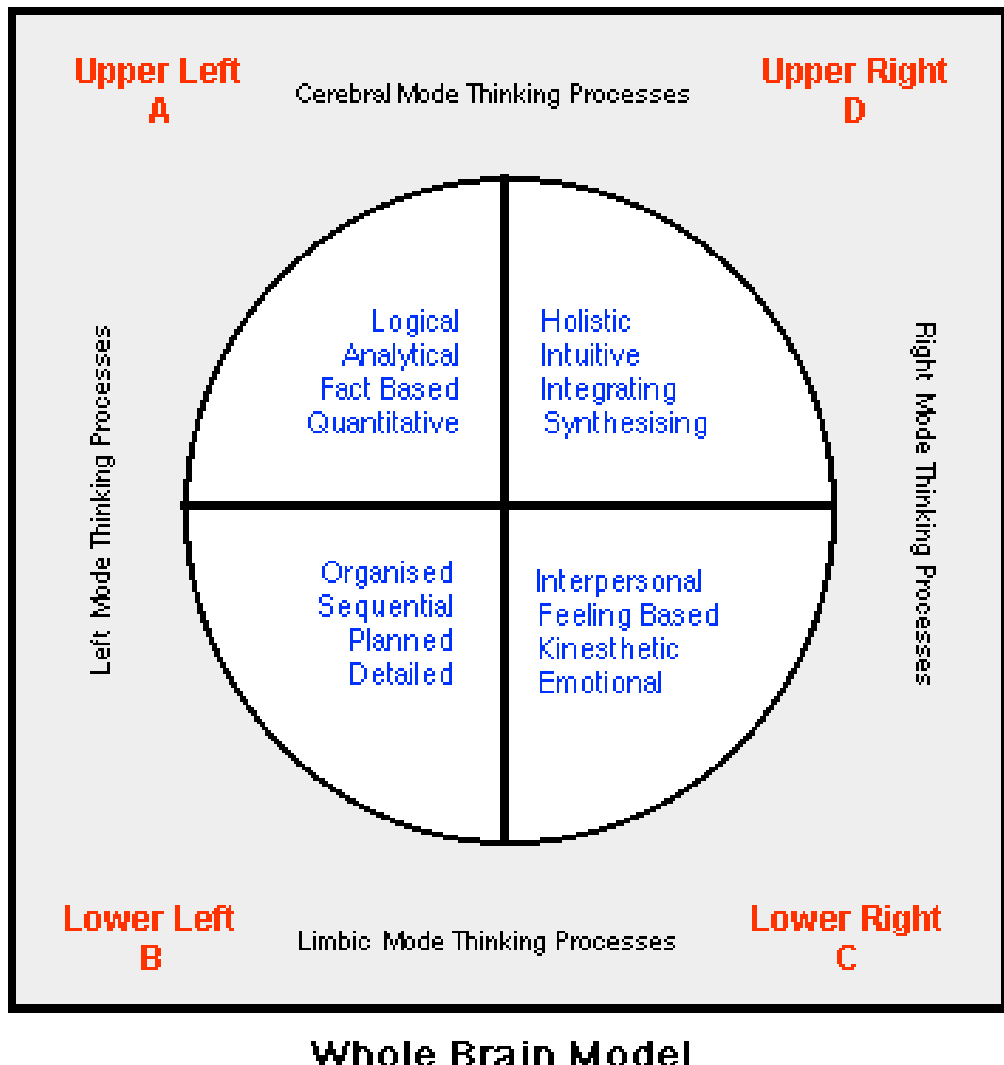 Upper Left
A
Cerebral Mode Thinking Processes
Upper Right
D
Left Mode Thinking Processes
Logical
Analytical
Fact Based
Quantitative
Holistic
Intuitive
Integrating
Synthesising
Right Mode Thinking Processes
Organised
Sequential
Planned
Detailed
Interpersonal
Feeling Based
Kinesthetic
Emotional
Lower Left
B
Limbic Mode Thinking Processes
Lower Right
C
Whole Brain Model